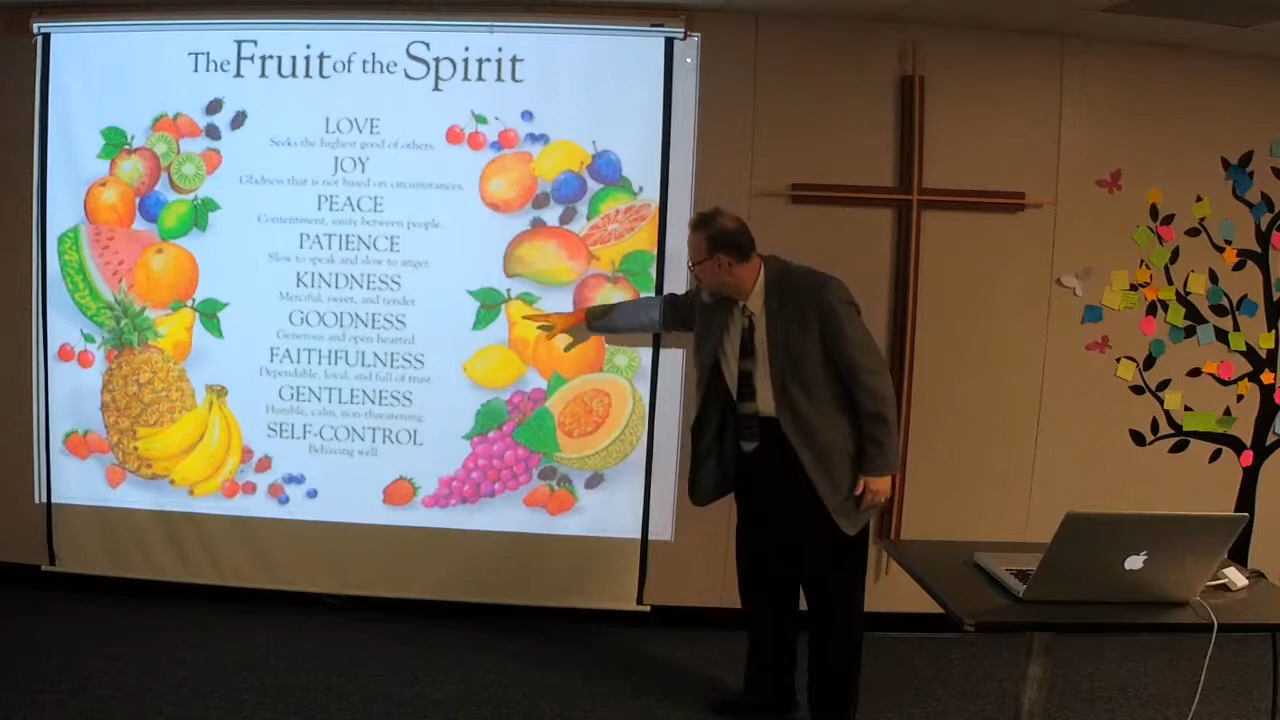 The Fruit of the Spirit
LOVE
Seeks the highest good of others.
JOY
Gladness that is not based on circumstances.
PEACE
Contentment, unity between people.
PATIENCE
Slow to speak and slow to anger.
KINDNESS
Merciful, sweet, and tender.
GOODNESS
Generous and open hearted.
FAITHFULNESS
Dependable, loyal, and full of trust.
GENTLENESS
Humble, calm, non-threatening.
SELF-CONTROL
Behaving well.